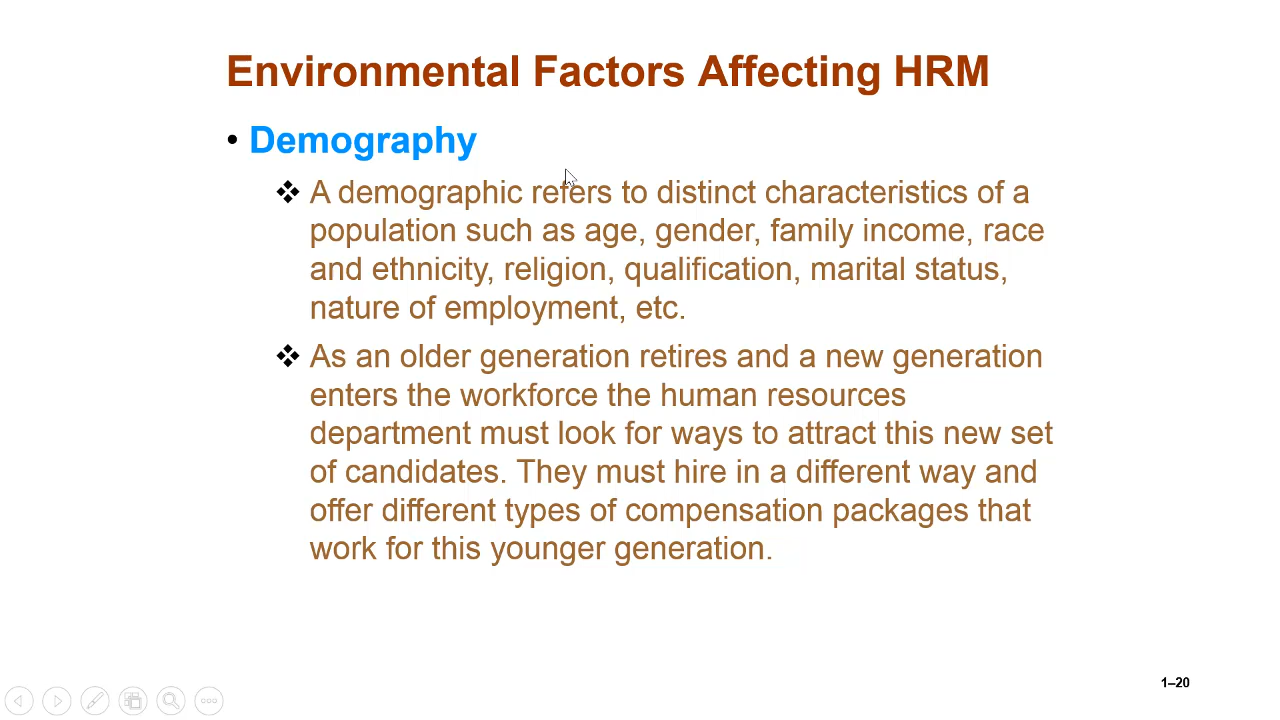 Environmental Factors Affecting HRM
• Demography
❖ A demographic refers to distinct characteristics of a
population such as age, gender, family income, race
and ethnicity, religion, qualification, marital status,
nature of employment, etc.
❖ As an older generation retires and a new generation
enters the workforce the human resources
department must look for ways to attract this new set
of candidates. They must hire in a different way and
offer different types of compensation packages that
work for this younger generation.
1–20